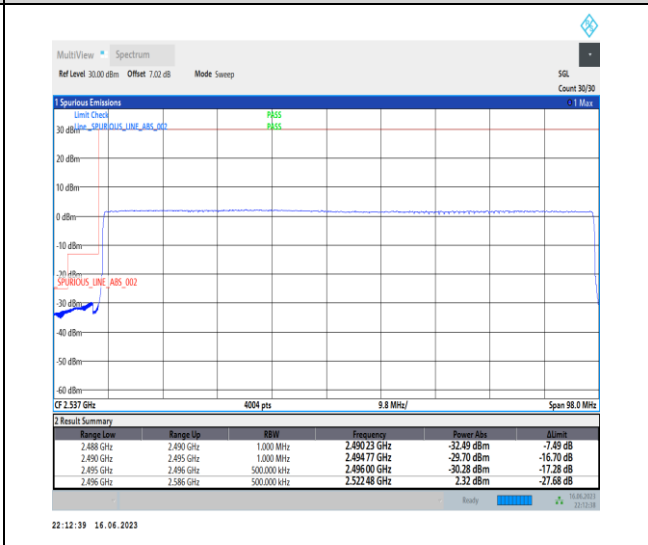 MultiView Spectrum
Ref Level 30.00 dBm Offset 7.02 dB Mode Sweep SGL
Count 30/30
1 Spurious Emissions 1 Max
Limit Check PASS
Line _SPURIOUS_LINE_ABS_002 PASS
30 dBm
20 dBm
10 dBm
0 dBm
-10 dBm
-20 dBm
_SPURIOUS_LINE_ABS_002
-30 dBm
-40 dBm
-50 dBm
-60 dBm
CF 2.537 GHz 4004 pts 9.8 MHz/ Span 98.0 MHz
2 Result Summary
Range Low Range Up RBW Frequency Power Abs ΔLimit
2.488 GHz 2.490 GHz 1.000 MHz 2.490 23 GHz -32.49 dBm -7.49 dB
2.490 GHz 2.495 GHz 1.000 MHz 2.494 77 GHz -29.70 dBm -16.70 dB
2.495 GHz 2.496 GHz 500.000 kHz 2.496 00 GHz -30.28 dBm -17.28 dB
2.496 GHz 2.586 GHz 500.000 kHz 2.522 48 GHz 2.32 dBm -27.68 dB
Ready 16.06.2023
22:12:38
22:12:39 16.06.2023